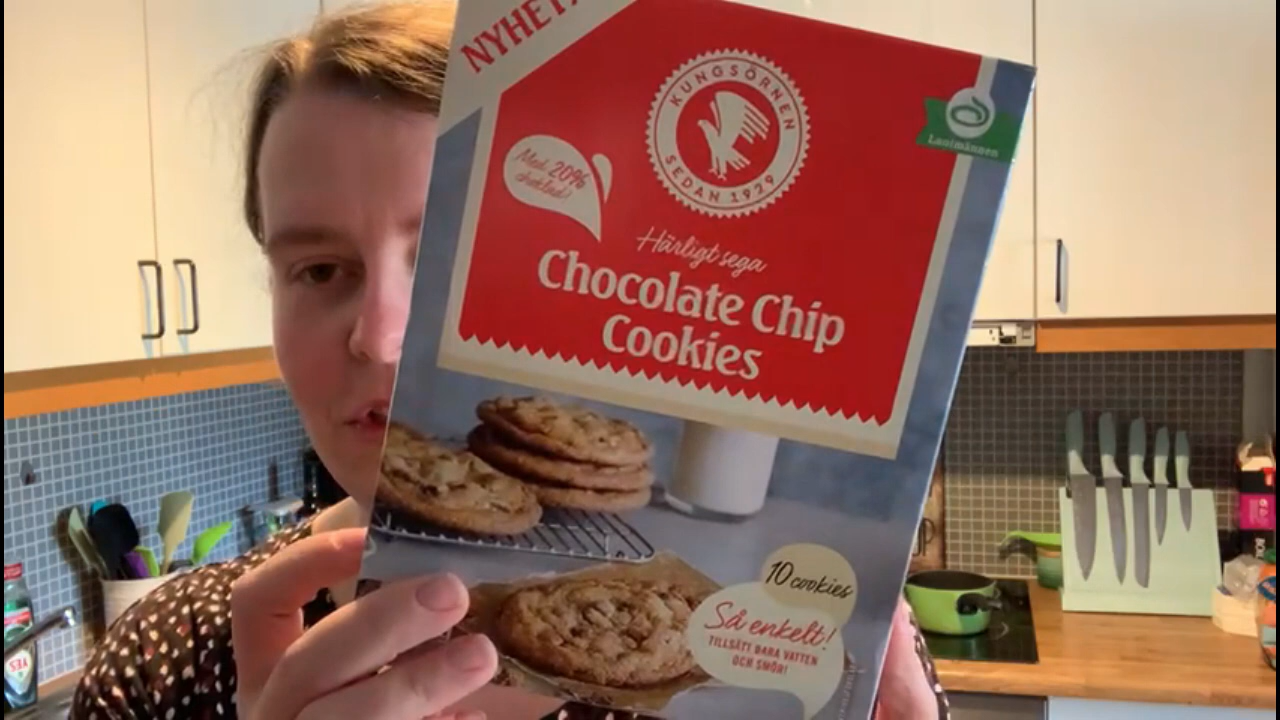 NYHET
KUNGSÖRNEN
SEDAN 1929
Lantmännen
Med 20%
choklad!
Härligt sega
Chocolate Chip
Cookies
10 cookies
Så enkelt!
TILLSÄTT BARA VATTEN
OCH SMÖR!
YES